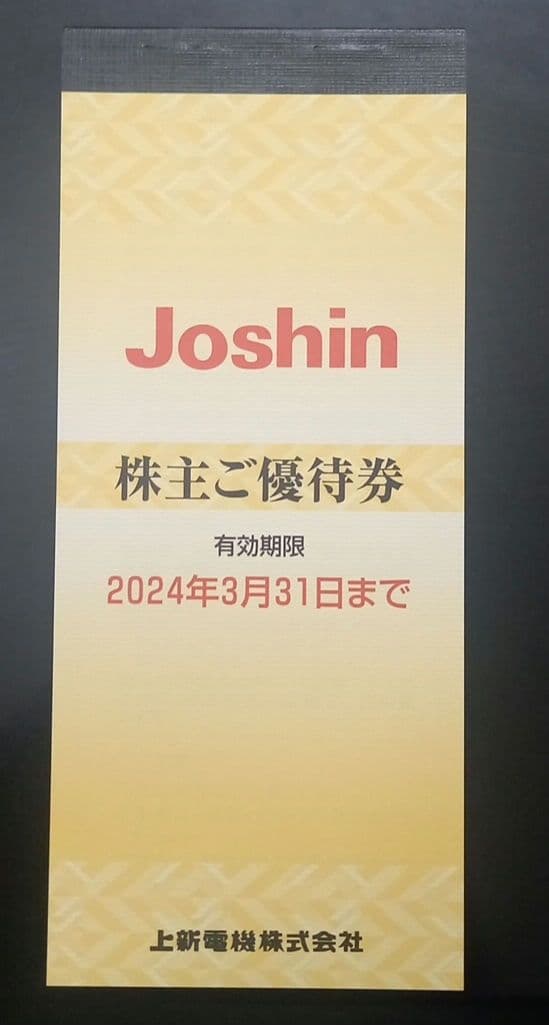 Joshin
株主ご優待券
有効期限
2024年3月31日まで
上新電機株式会社